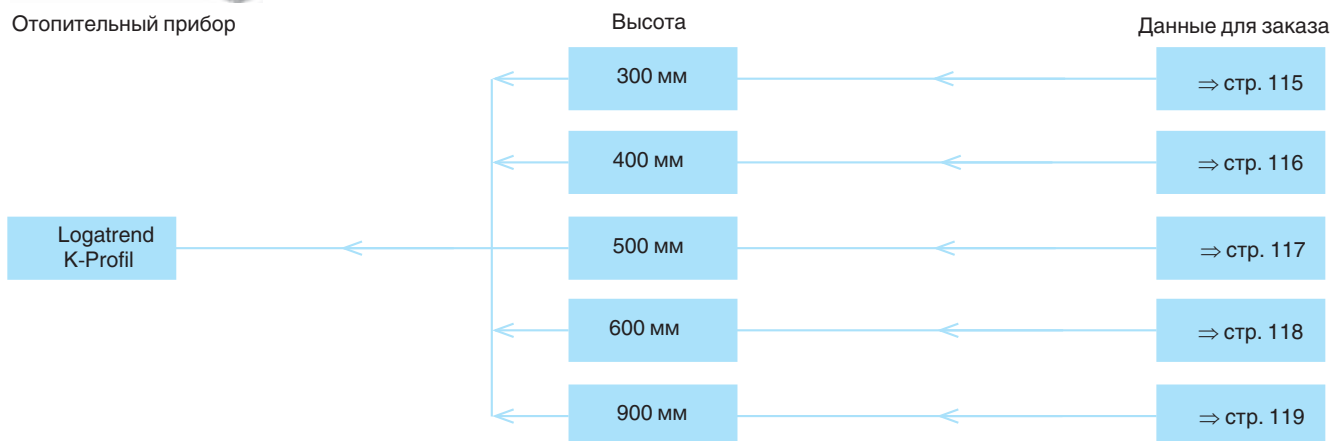 Отопительный прибор
Высота
Данные для заказа
300 мм
⇒ стр. 115
400 мм
⇒ стр. 116
Logatrend
K-Profil
500 мм
⇒ стр. 117
600 мм
⇒ стр. 118
900 мм
⇒ стр. 119